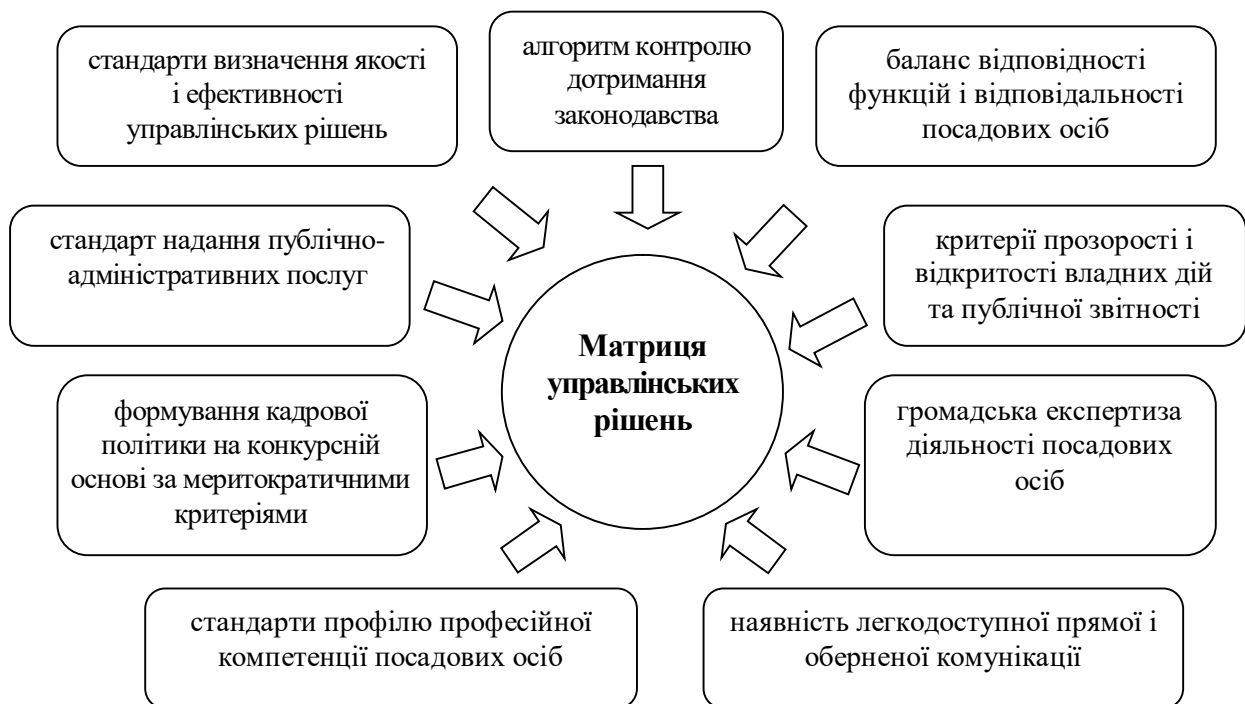 стандарти визначення якості
і ефективності
управлінських рішень
алгоритм контролю
дотримання
законодавства
баланс відповідності
функцій і відповідальності
посадових осіб
стандарт надання публічно-
адміністративних послуг
критерії прозорості і
відкритості владних дій
та публічної звітності
Матриця
управлінських
рішень
формування кадрової
політики на конкурсній
основі за меритократичними
критеріями
громадська експертиза
діяльності посадових
осіб
стандарти профілю професійної
компетенції посадових осіб
наявність легкодоступної прямої і
оберненої комунікації